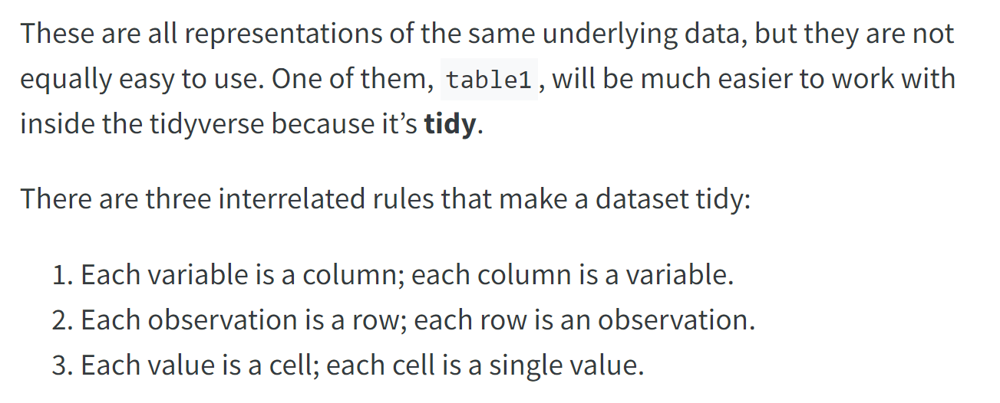 These are all representations of the same underlying data, but they are not
equally easy to use. One of them, table1, will be much easier to work with
inside the tidyverse because it’s tidy.
There are three interrelated rules that make a dataset tidy:
1. Each variable is a column; each column is a variable.
2. Each observation is a row; each row is an observation.
3. Each value is a cell; each cell is a single value.